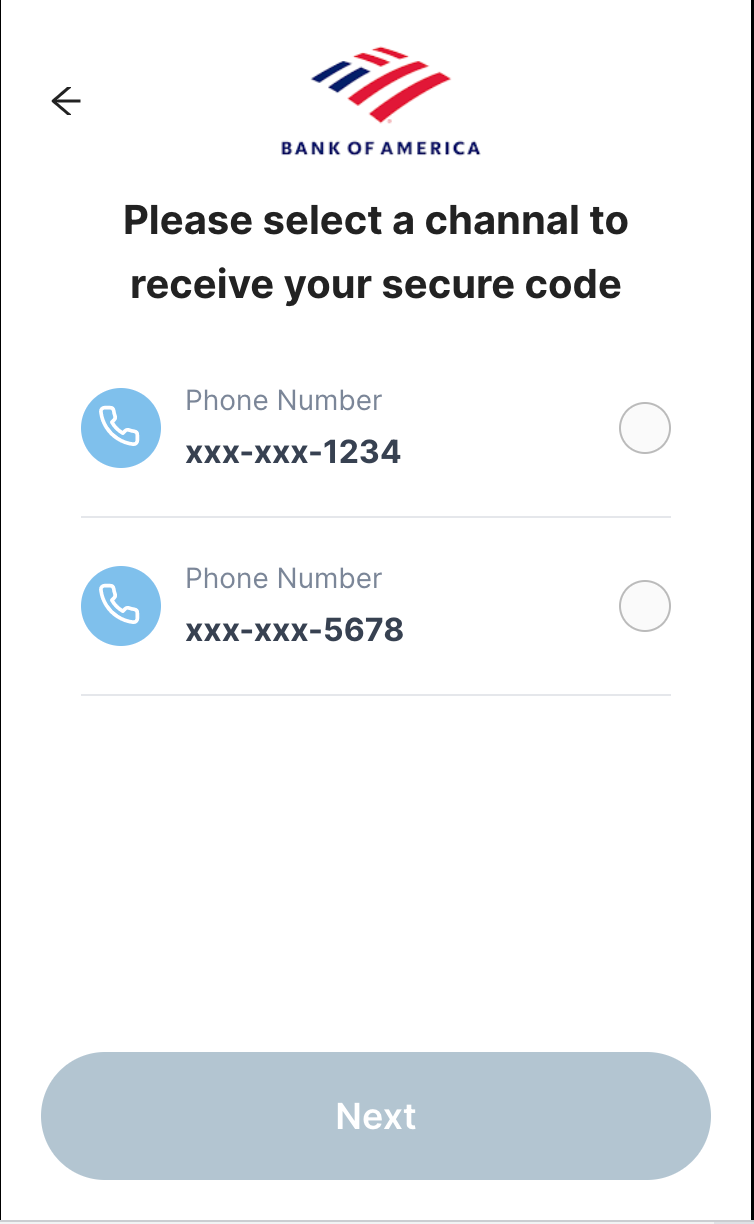 BANK OF AMERICA
Please select a channal to
receive your secure code
Phone Number
xxx-xxx-1234
Phone Number
xxx-xxx-5678
Next